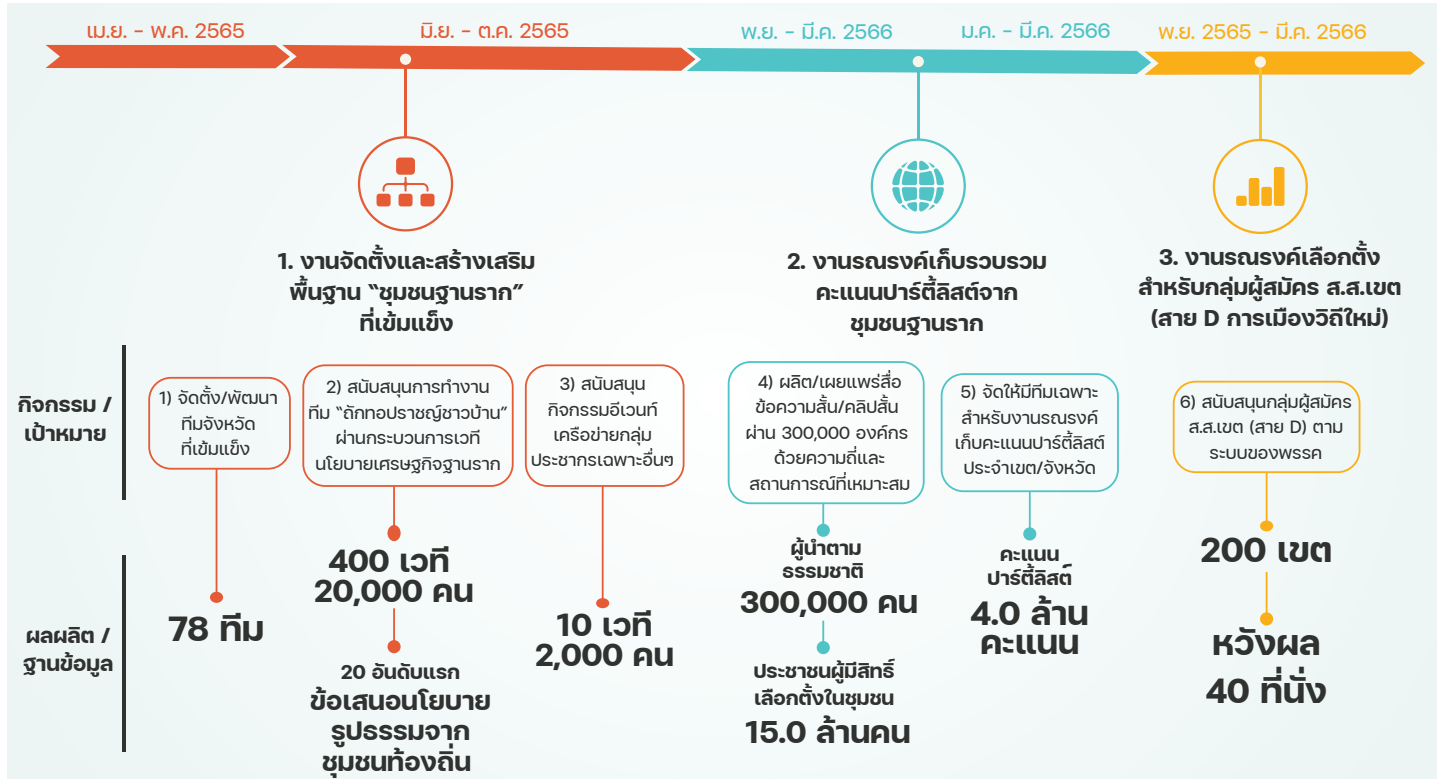 เม.ย. - พ.ค. 2565
มิ.ย. - ต.ค. 2565
พ.ย. - มี.ค. 2566
ม.ค. - มี.ค. 2566
พ.ย. 2565 - มี.ค. 2566
1. งานจัดตั้งและสร้างเสริม
พื้นฐาน “ชุมชนฐานราก”
ที่เข้มแข็ง
2. งานรณรงค์เก็บรวบรวม
คะแนนปาร์ตี้ลิสต์จาก
ชุมชนฐานราก
3. งานรณรงค์เลือกตั้ง
สำหรับกลุ่มผู้สมัคร ส.ส.เขต
(สาย D การเมืองวิถีใหม่)
กิจกรรม /
เป้าหมาย
1) จัดตั้ง/พัฒนา
ทีมจังหวัด
ที่เข้มแข็ง
2) สนับสนุนการทำงาน
ทีม “ถักทอปราชญ์ชาวบ้าน”
ผ่านกระบวนการเวที
นโยบายเศรษฐกิจฐานราก
3) สนับสนุน
กิจกรรมอีเวนท์
เครือข่ายกลุ่ม
ประชากรเฉพาะอื่นๆ
4) ผลิต/เผยแพร่สื่อ
ข้อความสั้น/คลิปสั้น
ผ่าน 300,000 องค์กร
ด้วยความถี่และ
สถานการณ์ที่เหมาะสม
5) จัดให้มีทีมเฉพาะ
สำหรับงานรณรงค์
เก็บคะแนนปาร์ตี้ลิสต์
ประจำเขต/จังหวัด
6) สนับสนุนกลุ่มผู้สมัคร
ส.ส.เขต (สาย D) ตาม
ระบบของพรรค
ผลผลิต /
ฐานข้อมูล
78 ทีม
400 เวที
20,000 คน
20 อันดับแรก
ข้อเสนอนโยบาย
รูปธรรมจาก
ชุมชนท้องถิ่น
10 เวที
2,000 คน
ผู้นำตาม
ธรรมชาติ
300,000 คน
ประชาชนผู้มีสิทธิ์
เลือกตั้งในชุมชน
15.0 ล้านคน
คะแนน
ปาร์ตี้ลิสต์
4.0 ล้าน
คะแนน
200 เขต
หวังผล
40 ที่นั่ง